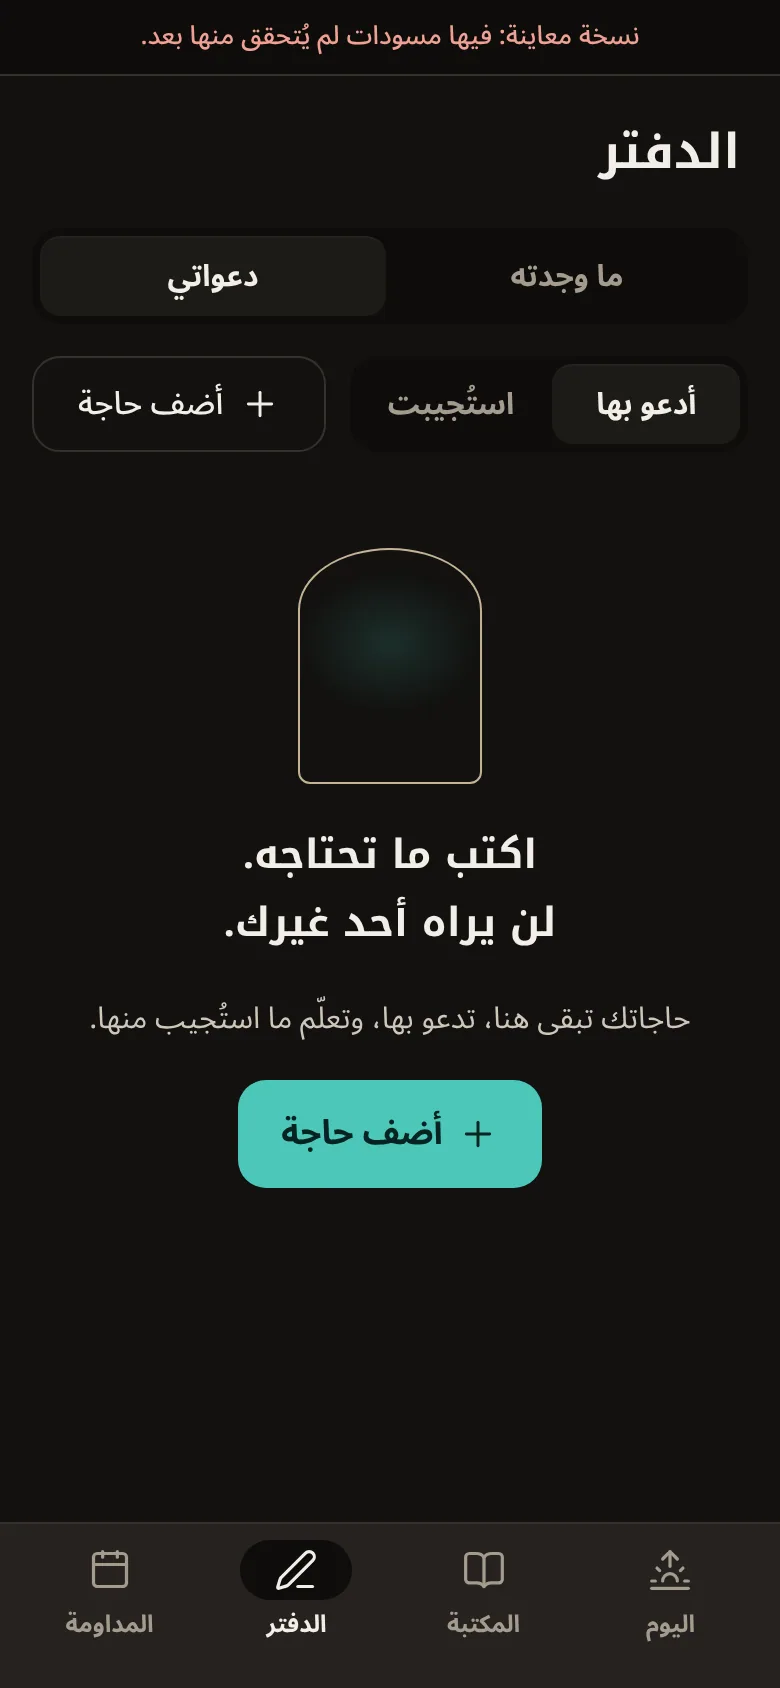 نسخة معاينة: فيها مسودات لم يُتحقق منها بعد.
الدفتر
ما وجدته
دعواتي
أدعو بها
استُجيبت
+ أضف حاجة
اكتب ما تحتاجه.
لن يراه أحد غيرك.
حاجاتك تبقى هنا، تدعو بها، وتعلّم ما استُجيب منها.
+ أضف حاجة
اليوم
المكتبة
الدفتر
المداومة